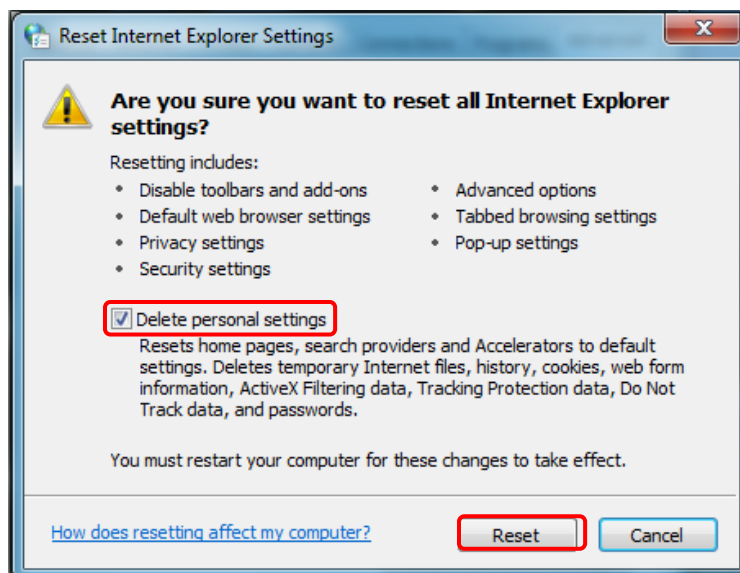 Reset Internet Explorer Settings
Are you sure you want to reset all Internet Explorer
settings?
Resetting includes:
• Disable toolbars and add-ons
• Default web browser settings
• Privacy settings
• Security settings
• Advanced options
• Tabbed browsing settings
• Pop-up settings
Delete personal settings
Resets home pages, search providers and Accelerators to default
settings. Deletes temporary Internet files, history, cookies, web form
information, ActiveX Filtering data, Tracking Protection data, Do Not
Track data, and passwords.
You must restart your computer for these changes to take effect.
How does resetting affect my computer?
Reset
Cancel